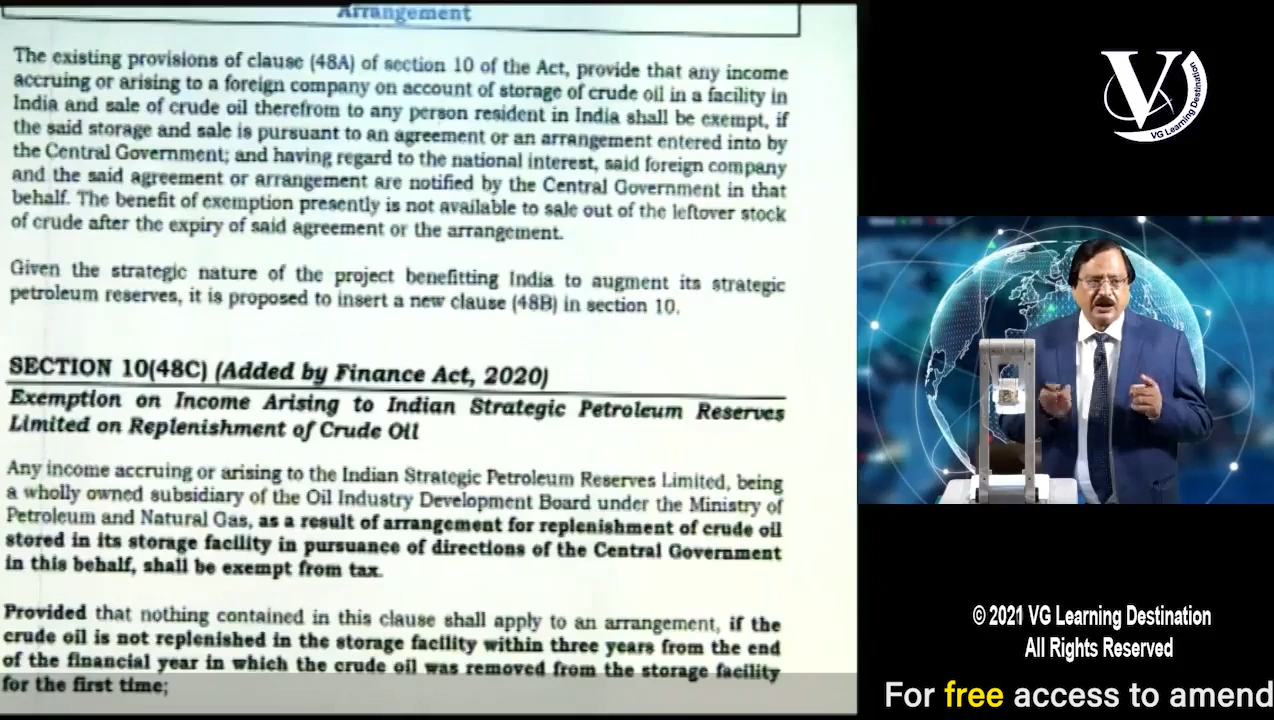 Arrangement
The existing provisions of clause (48A) of section 10 of the Act, provide that any income
accruing or arising to a foreign company on account of storage of crude oil in a facility in
India and sale of crude oil therefrom to any person resident in India shall be exempt, if
the said storage and sale is pursuant to an agreement or an arrangement entered into by
the Central Government; and having regard to the national interest, said foreign company
and the said agreement or arrangement are notified by the Central Government in that
behalf. The benefit of exemption presently is not available to sale out of the leftover stock
of crude after the expiry of said agreement or the arrangement.
Given the strategic nature of the project benefitting India to augment its strategic
petroleum reserves, it is proposed to insert a new clause (48B) in section 10.
SECTION 10(48C) (Added by Finance Act, 2020)
Exemption on Income Arising to Indian Strategic Petroleum Reserves
Limited on Replenishment of Crude Oil
Any income accruing or arising to the Indian Strategic Petroleum Reserves Limited, being
a wholly owned subsidiary of the Oil Industry Development Board under the Ministry of
Petroleum and Natural Gas, as a result of arrangement for replenishment of crude oil
stored in its storage facility in pursuance of directions of the Central Government
in this behalf, shall be exempt from tax.
Provided that nothing contained in this clause shall apply to an arrangement, if the
crude oil is not replenished in the storage facility within three years from the end
of the financial year in which the crude oil was removed from the storage facility
for the first time;
V
VG Learning Destination
© 2021 VG Learning Destination
All Rights Reserved
For free access to amend